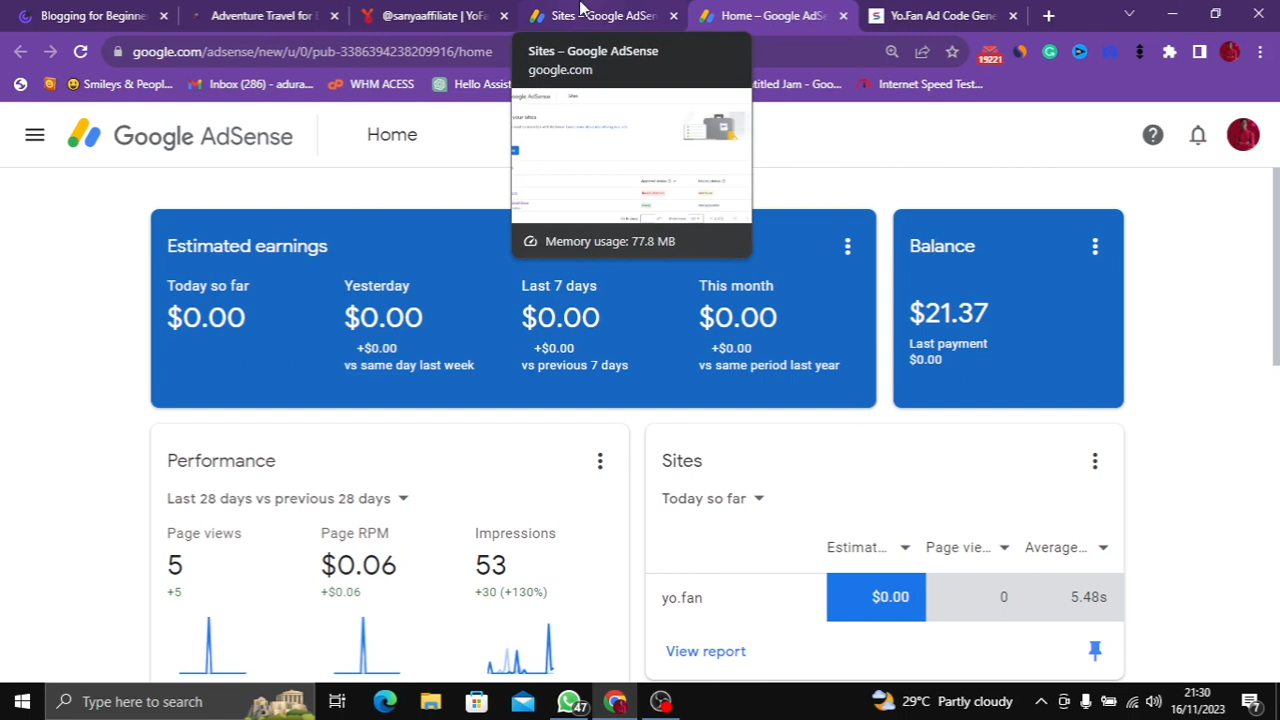 Blogging for Beginne
Adventure Travel for B
@sanyaaffiliate | YoFa
Sites – Google AdSen
Home – Google AdSe
Yo.Fan Ad Code Gene
google.com/adsense/new/u/0/pub-3386394238209916/home
19221
Smileys & Peopl...
Inbox (286) - adura...
WHM ACESS
Hello Assist
titled Jam - Goo...
Internet Speed Test...
Sites – Google AdSense
google.com
Memory usage: 77.8 MB
Google AdSense
Home
Estimated earnings
Today so far
$0.00
Yesterday
$0.00
+$0.00
vs same day last week
Last 7 days
$0.00
+$0.00
vs previous 7 days
This month
$0.00
+$0.00
vs same period last year
Balance
$21.37
Last payment
$0.00
Performance
Last 28 days vs previous 28 days
Page views
5
+5
Page RPM
$0.06
+$0.06
Impressions
53
+30 (+130%)
Sites
Today so far
Estimat...
Page vie...
Average...
yo.fan
$0.00
0
5.48s
View report
Type here to search
47
29°C Partly cloudy
21:30
16/11/2023
7